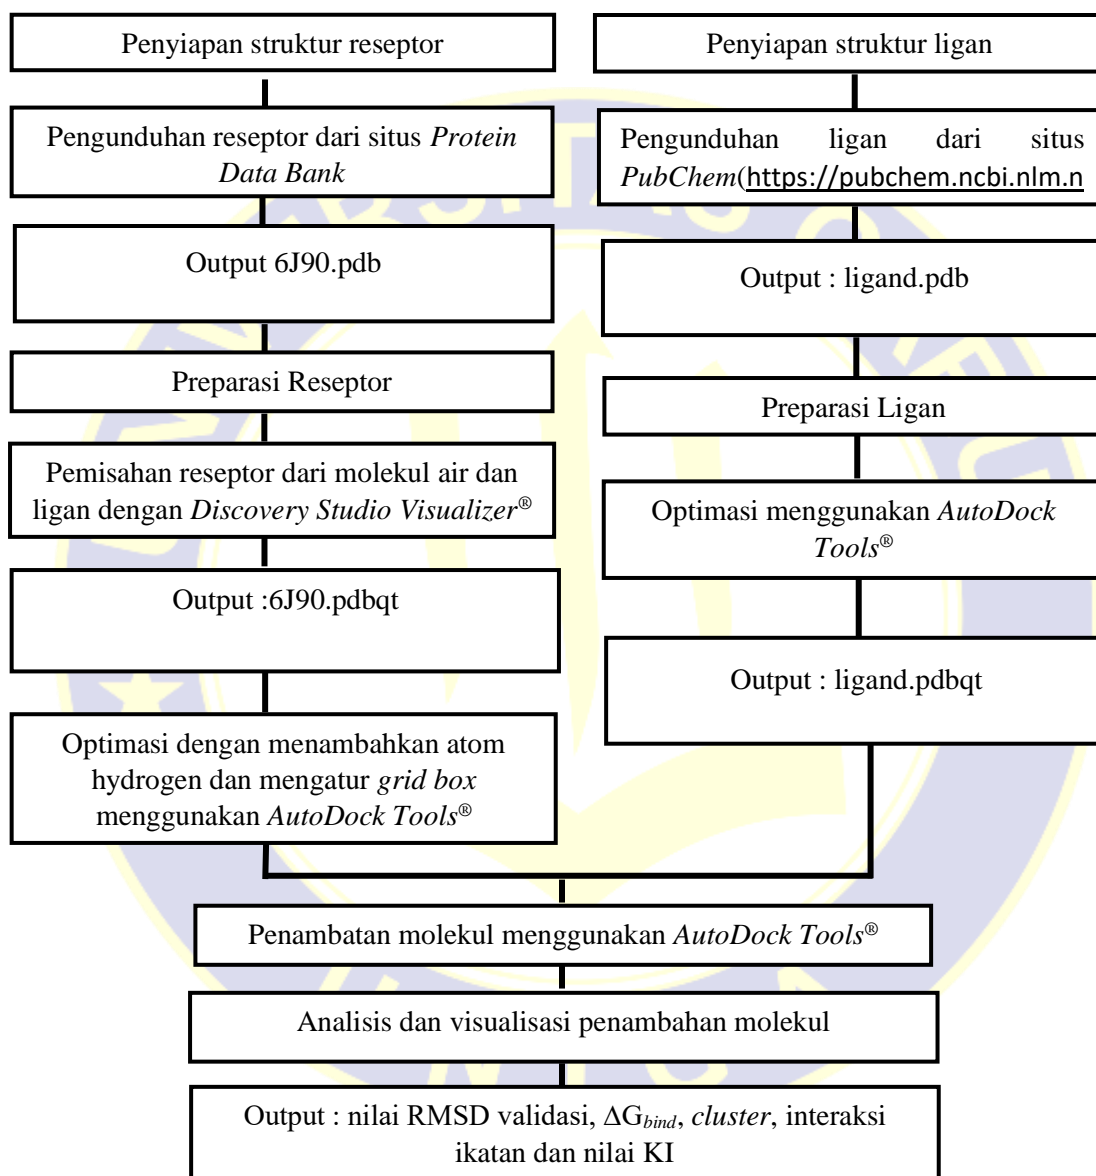 Penyiapan struktur reseptor
Pengunduhan reseptor dari situs Protein
Data Bank
Output 6J90.pdb
Preparasi Reseptor
Pemisahan reseptor dari molekul air dan
ligan dengan Discovery Studio Visualizer®
Output :6J90.pdbqt
Optimasi dengan menambahkan atom
hydrogen dan mengatur grid box
menggunakan AutoDock Tools®
Penyiapan struktur ligan
Pengunduhan ligan dari situs
PubChem(https://pubchem.ncbi.nlm.n
Output : ligand.pdb
Preparasi Ligan
Optimasi menggunakan AutoDock
Tools®
Output : ligand.pdbqt
Penambatan molekul menggunakan AutoDock Tools®
Analisis dan visualisasi penambahan molekul
Output : nilai RMSD validasi, ΔGbind, cluster, interaksi
ikatan dan nilai KI